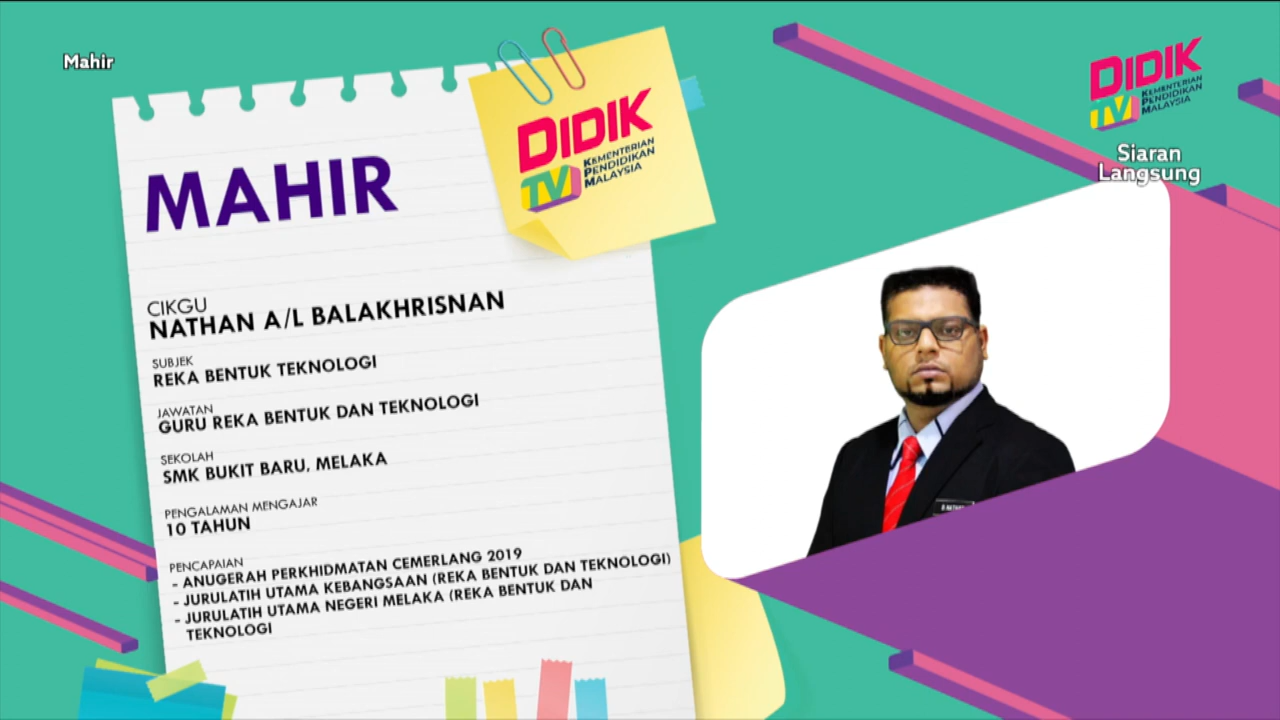 Mahir
MAHIR
DIDIK
TV
KEMENTERIAN
PENDIDIKAN
MALAYSIA
CIKGU
NATHAN A/L BALAKHRISNAN
SUBJEK
REKA BENTUK TEKNOLOGI
JAWATAN
GURU REKA BENTUK DAN TEKNOLOGI
SEKOLAH
SMK BUKIT BARU, MELAKA
PENGALAMAN MENGAJAR
10 TAHUN
PENCAPAIAN
- ANUGERAH PERKHIDMATAN CEMERLANG 2019
- JURULATIH UTAMA KEBANGSAAN (REKA BENTUK DAN TEKNOLOGI)
- JURULATIH UTAMA NEGERI MELAKA (REKA BENTUK DAN
TEKNOLOGI
DIDIK
TV
KEMENTERIAN
PENDIDIKAN
MALAYSIA
Siaran
Langsung